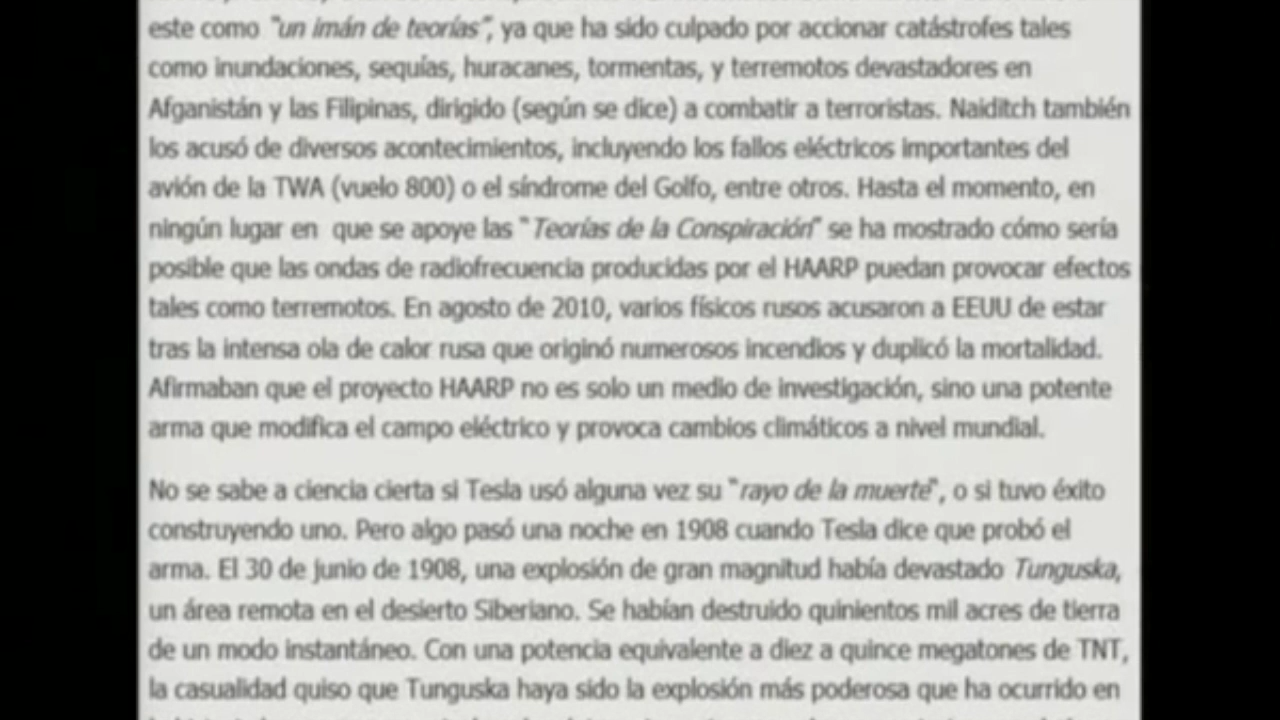 este como "un imán de teorías", ya que ha sido culpado por accionar catástrofes tales
como inundaciones, sequías, huracanes, tormentas, y terremotos devastadores en
Afganistán y las Filipinas, dirigido (según se dice) a combatir a terroristas. Naiditch también
los acusó de diversos acontecimientos, incluyendo los fallos eléctricos importantes del
avión de la TWA (vuelo 800) o el síndrome del Golfo, entre otros. Hasta el momento, en
ningún lugar en que se apoye las "Teorías de la Conspiración" se ha mostrado cómo sería
posible que las ondas de radiofrecuencia producidas por el HAARP puedan provocar efectos
tales como terremotos. En agosto de 2010, varios físicos rusos acusaron a EEUU de estar
tras la intensa ola de calor rusa que originó numerosos incendios y duplicó la mortalidad.
Afirmaban que el proyecto HAARP no es solo un medio de investigación, sino una potente
arma que modifica el campo eléctrico y provoca cambios climáticos a nivel mundial.
No se sabe a ciencia cierta si Tesla usó alguna vez su "rayo de la muerte", o si tuvo éxito
construyendo uno. Pero algo pasó una noche en 1908 cuando Tesla dice que probó el
arma. El 30 de junio de 1908, una explosión de gran magnitud había devastado Tunguska,
un área remota en el desierto Siberiano. Se habían destruido quinientos mil acres de tierra
de un modo instantáneo. Con una potencia equivalente a diez a quince megatones de TNT,
la casualidad quiso que Tunguska haya sido la explosión más poderosa que ha ocurrido en